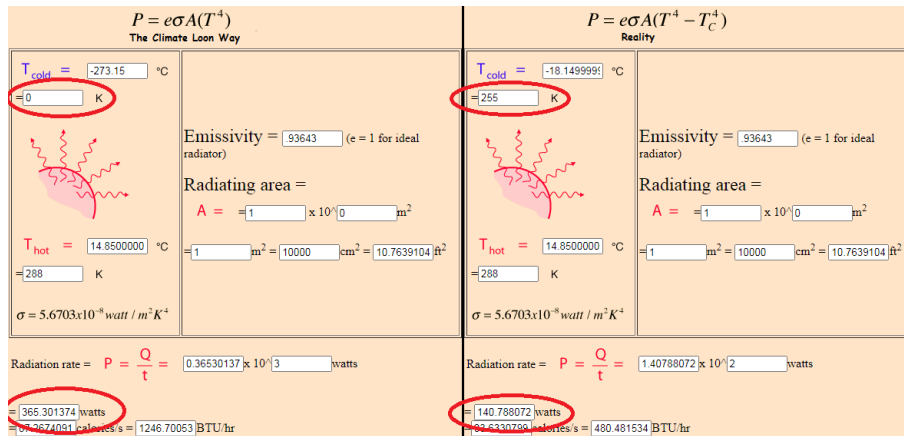 P = eσA(T⁴)
The Climate Loon Way
T cold = -273.15 °C
= 0 K
Emissivity = .93643 (e = 1 for ideal
radiator)
Radiating area =
A = = 1 x 10^ 0 m²
T hot = 14.8500000 °C
= 1 m² = 10000 cm² = 10.7639104 ft²
= 288 K
σ = 5.6703x10⁻⁸ watt / m²K⁴
Radiation rate = P = Q/t = 0.36530137 x 10^ 3 watts
= 365.301374 watts
calories/s = 1246.70053 BTU/hr
P = eσA(T⁴ − T_C⁴)
Reality
T cold = -18.1499999 °C
= 255 K
Emissivity = .93643 (e = 1 for ideal
radiator)
Radiating area =
A = = 1 x 10^ 0 m²
T hot = 14.8500000 °C
= 1 m² = 10000 cm² = 10.7639104 ft²
= 288 K
σ = 5.6703x10⁻⁸ watt / m²K⁴
Radiation rate = P = Q/t = 1.40788072 x 10^ 2 watts
= 140.788072 watts
calories/s = 480.481534 BTU/hr